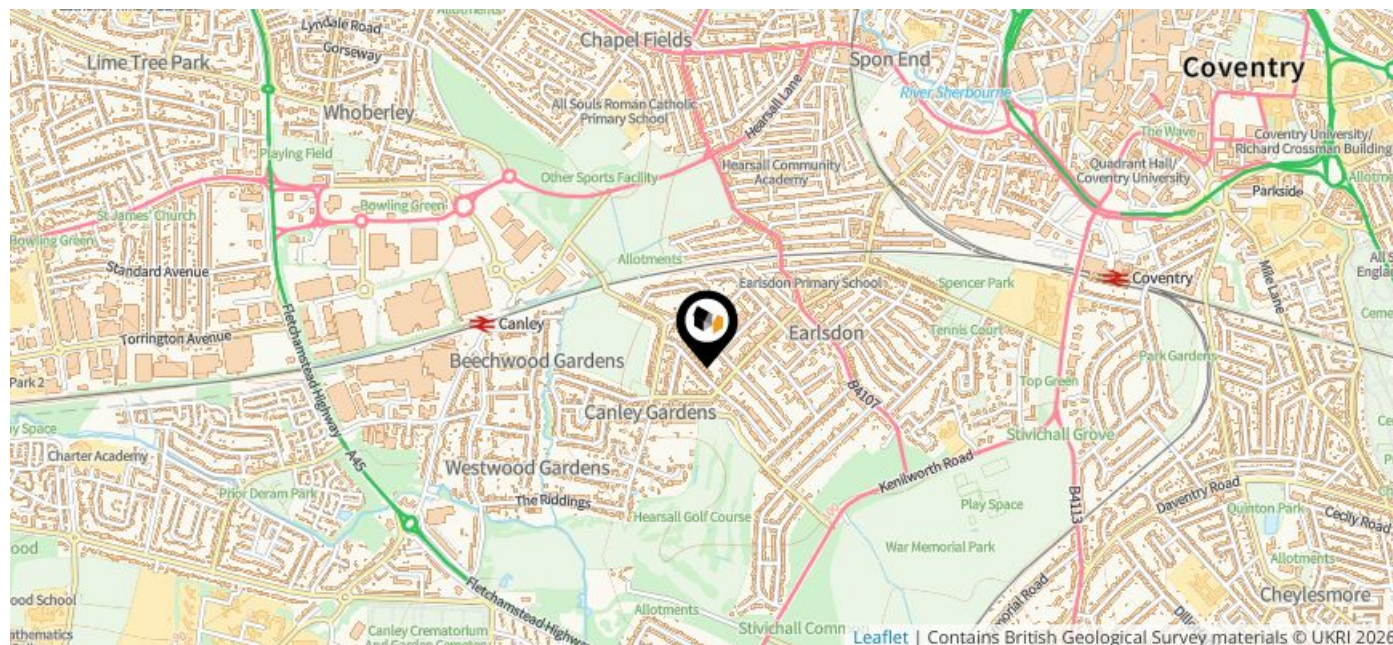 Lyndale Road
Gorseway
Lime Tree Park
Whoberley
Chapel Fields
Spon End
Coventry
River Sherbourne
All Souls Roman Catholic
Primary School
Hearsall Lane
The Wave
Coventry University/
Richard Crossman Building
Playing Field
Other Sports Facility
Hearsall Community
Academy
Quadrant Hall/
Coventry University
Parkside
St James' Church
Bowling Green
Bowling Green
Standard Avenue
Allotments
Earlsdon Primary School
Spencer Park
Coventry
Mile Lane
Torrington Avenue
Canley
Earlsdon
Tennis Court
Park 2
Beechwood Gardens
Park Gardens
Fletchamstead Highway
A45
Canley Gardens
B4107
Top Green
Stivichall Grove
Charter Academy
Westwood Gardens
Kenilworth Road
B4113
Daventry Road
Prior Deram Park
The Riddings
Hearsall Golf Course
Play Space
Quinton Park
Cecily Road
War Memorial Park
Allotments
Fletchamstead Highway
Allotments
Cheylesmore
Canley Crematorium
And Garden Cemetery
Stivichall Common
Leaflet | Contains British Geological Survey materials © UKRI 2026